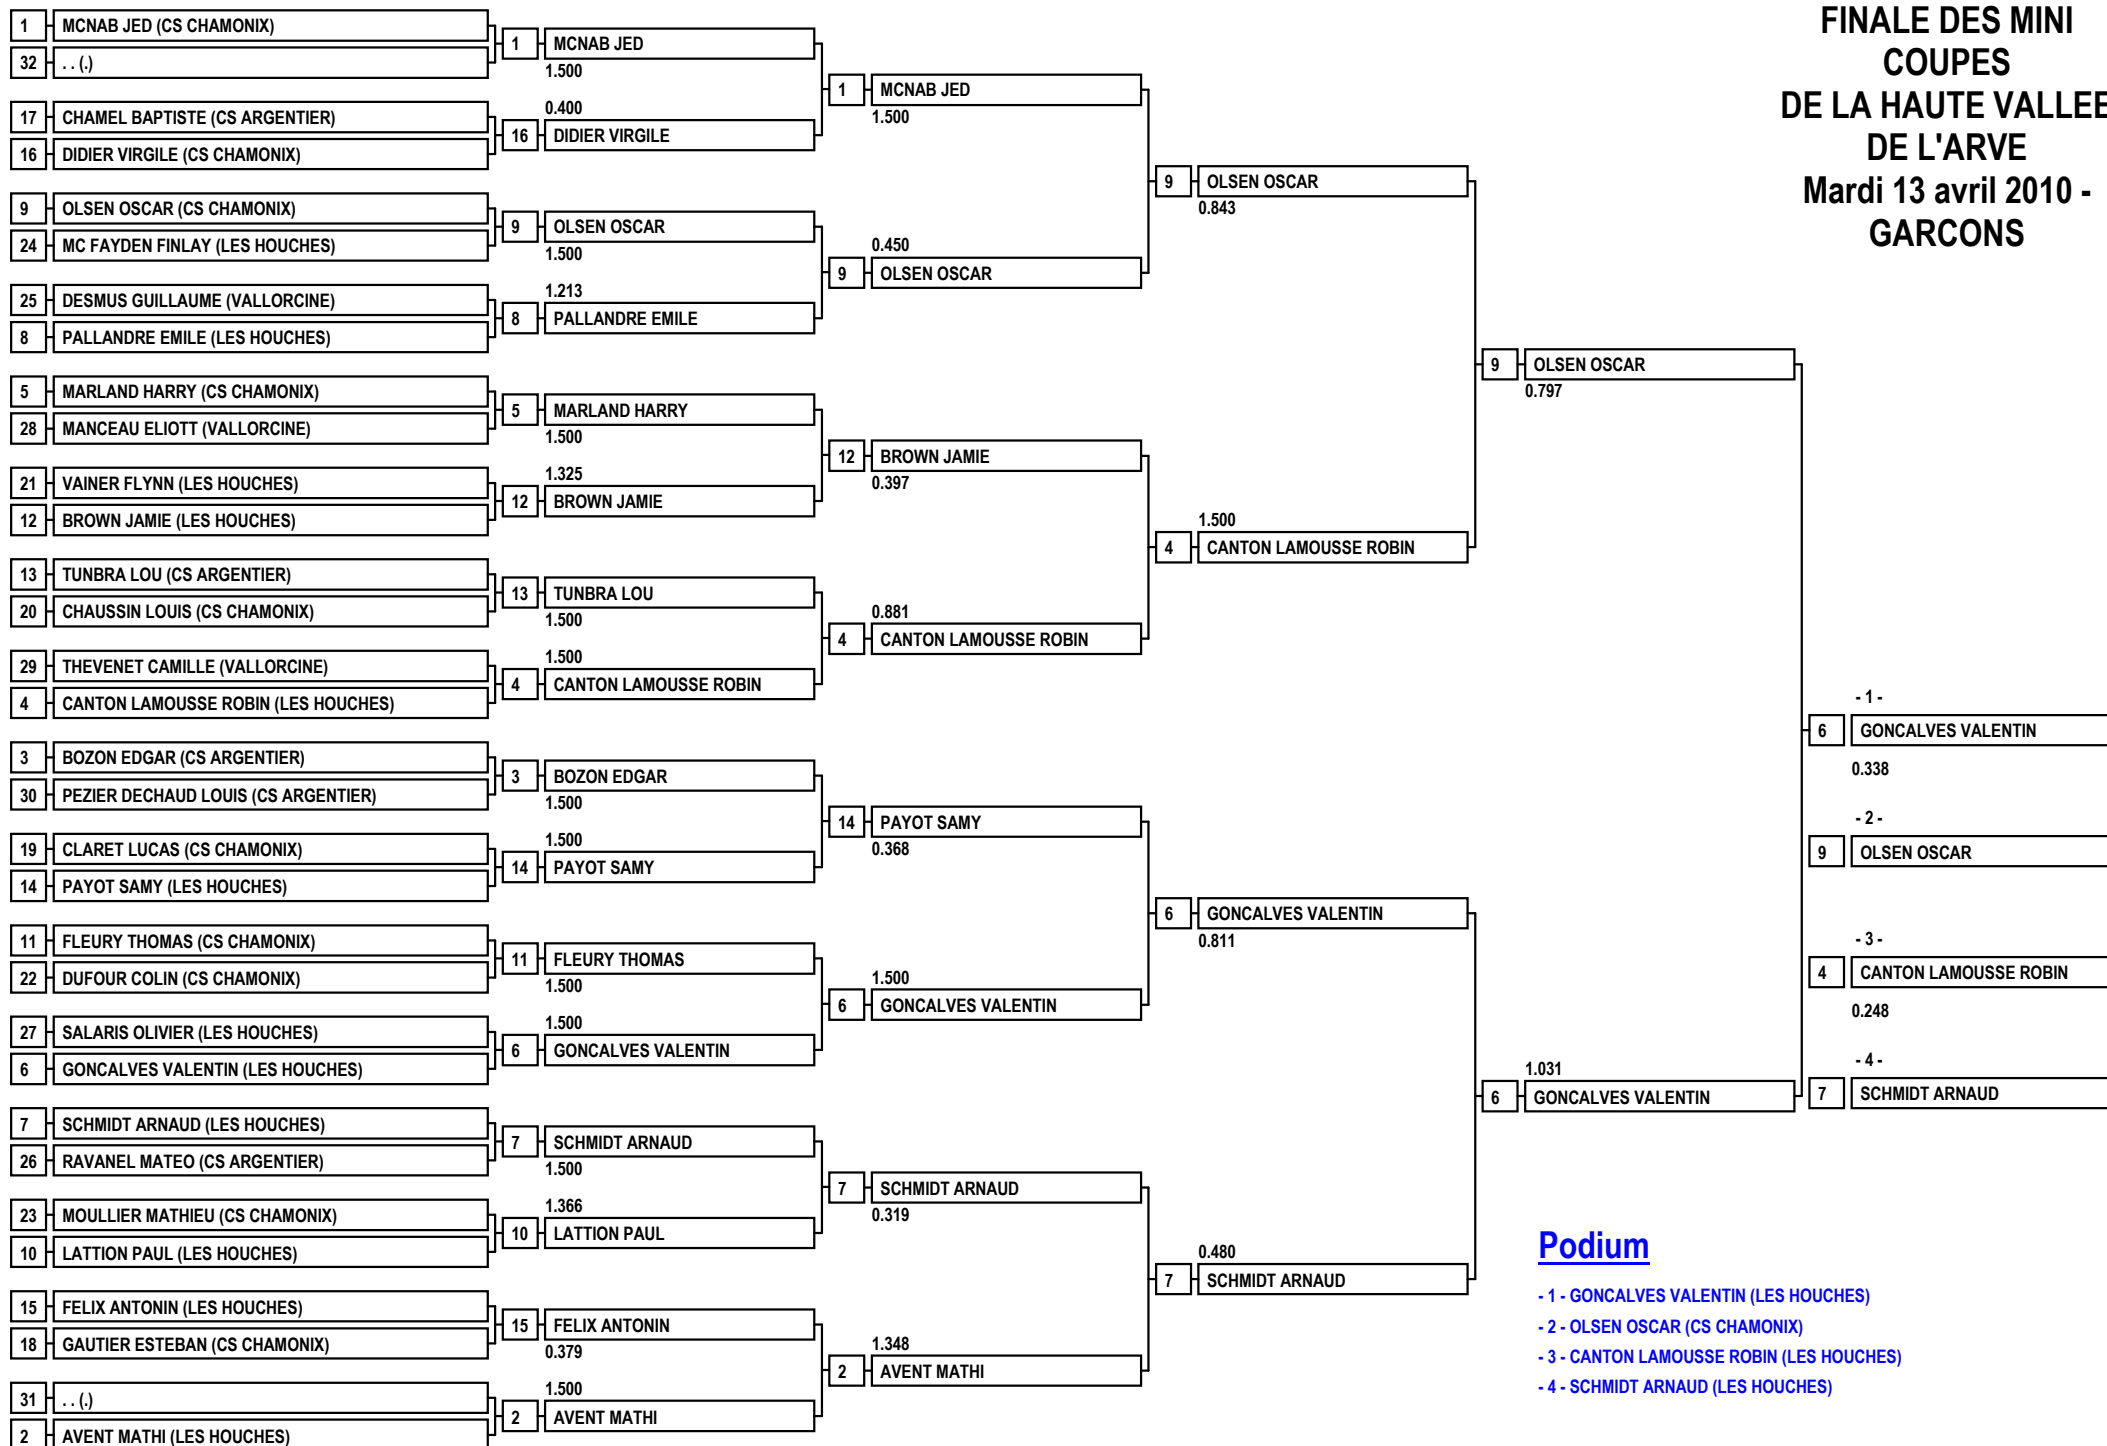 FINALE DES MINI
COUPES
DE LA HAUTE VALLEE
DE L'ARVE
Mardi 13 avril 2010 -
GARCONS
1 MCNAB JED (CS CHAMONIX)
32 . . (.)
17 CHAMEL BAPTISTE (CS ARGENTIER)
16 DIDIER VIRGILE (CS CHAMONIX)
9 OLSEN OSCAR (CS CHAMONIX)
24 MC FAYDEN FINLAY (LES HOUCHES)
25 DESMUS GUILLAUME (VALLORCINE)
8 PALLANDRE EMILE (LES HOUCHES)
5 MARLAND HARRY (CS CHAMONIX)
28 MANCEAU ELIOTT (VALLORCINE)
21 VAINER FLYNN (LES HOUCHES)
12 BROWN JAMIE (LES HOUCHES)
13 TUNBRA LOU (CS ARGENTIER)
20 CHAUSSIN LOUIS (CS CHAMONIX)
29 THEVENET CAMILLE (VALLORCINE)
4 CANTON LAMOUSSE ROBIN (LES HOUCHES)
3 BOZON EDGAR (CS ARGENTIER)
30 PEZIER DECHAUD LOUIS (CS ARGENTIER)
19 CLARET LUCAS (CS CHAMONIX)
14 PAYOT SAMY (LES HOUCHES)
11 FLEURY THOMAS (CS CHAMONIX)
22 DUFOUR COLIN (CS CHAMONIX)
27 SALARIS OLIVIER (LES HOUCHES)
6 GONCALVES VALENTIN (LES HOUCHES)
7 SCHMIDT ARNAUD (LES HOUCHES)
26 RAVANEL MATEO (CS ARGENTIER)
23 MOULLIER MATHIEU (CS CHAMONIX)
10 LATTION PAUL (LES HOUCHES)
15 FELIX ANTONIN (LES HOUCHES)
18 GAUTIER ESTEBAN (CS CHAMONIX)
31 . . (.)
2 AVENT MATHI (LES HOUCHES)
1 MCNAB JED
1.500
0.400
16 DIDIER VIRGILE
9 OLSEN OSCAR
1.500
1.213
8 PALLANDRE EMILE
5 MARLAND HARRY
1.500
1.325
12 BROWN JAMIE
13 TUNBRA LOU
1.500
1.500
4 CANTON LAMOUSSE ROBIN
3 BOZON EDGAR
1.500
1.500
14 PAYOT SAMY
11 FLEURY THOMAS
1.500
1.500
6 GONCALVES VALENTIN
7 SCHMIDT ARNAUD
1.500
1.366
10 LATTION PAUL
15 FELIX ANTONIN
0.379
1.500
2 AVENT MATHI
1 MCNAB JED
1.500
0.450
9 OLSEN OSCAR
12 BROWN JAMIE
0.397
0.881
4 CANTON LAMOUSSE ROBIN
14 PAYOT SAMY
0.368
1.500
6 GONCALVES VALENTIN
7 SCHMIDT ARNAUD
0.319
1.348
2 AVENT MATHI
9 OLSEN OSCAR
0.843
1.500
4 CANTON LAMOUSSE ROBIN
6 GONCALVES VALENTIN
0.811
0.480
7 SCHMIDT ARNAUD
9 OLSEN OSCAR
0.797
1.031
6 GONCALVES VALENTIN
- 1 -
6 GONCALVES VALENTIN
0.338
- 2 -
9 OLSEN OSCAR
- 3 -
4 CANTON LAMOUSSE ROBIN
0.248
- 4 -
7 SCHMIDT ARNAUD
Podium
- 1 - GONCALVES VALENTIN (LES HOUCHES)
- 2 - OLSEN OSCAR (CS CHAMONIX)
- 3 - CANTON LAMOUSSE ROBIN (LES HOUCHES)
- 4 - SCHMIDT ARNAUD (LES HOUCHES)